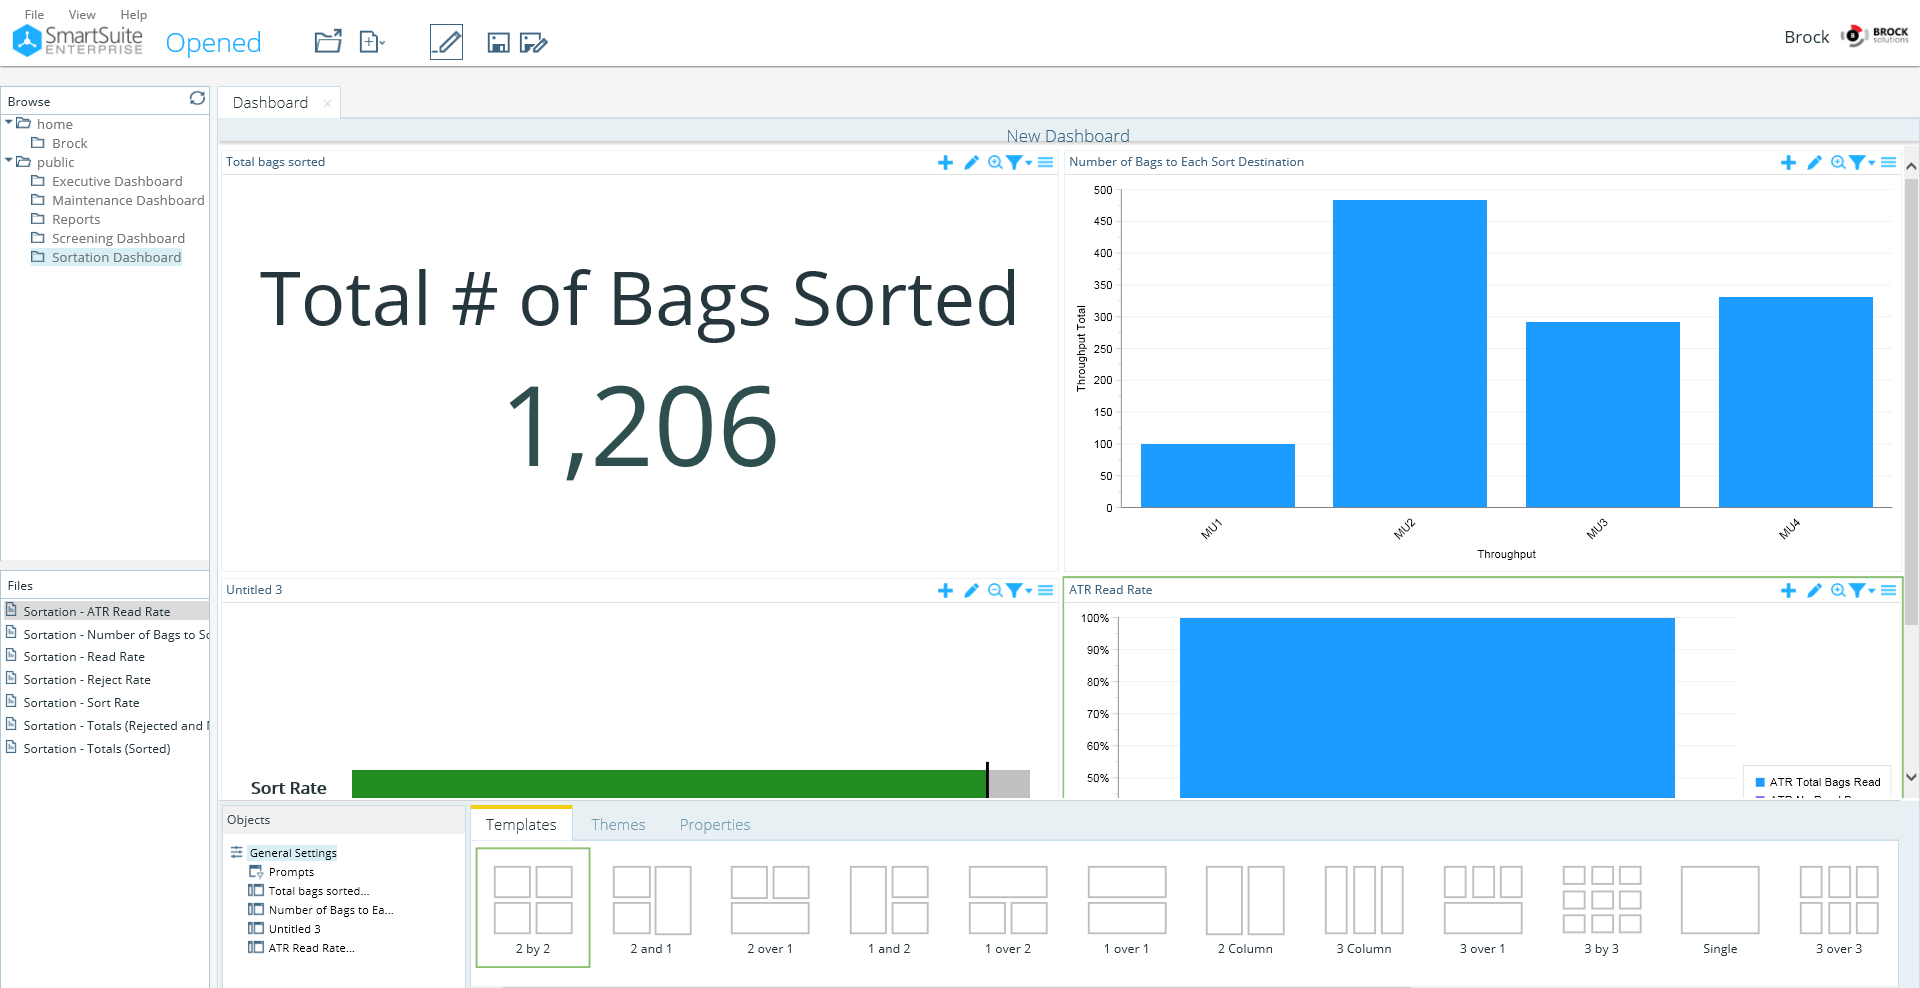 File View Help
SmartSuite
ENTERPRISE
Opened
Brock
BROCK
solutions
Browse
home
Brock
public
Executive Dashboard
Maintenance Dashboard
Reports
Screening Dashboard
Sortation Dashboard
Files
Sortation - ATR Read Rate
Sortation - Number of Bags to So
Sortation - Read Rate
Sortation - Reject Rate
Sortation - Sort Rate
Sortation - Totals (Rejected and
Sortation - Totals (Sorted)
Dashboard ×
New Dashboard
Total bags sorted
Total # of Bags Sorted
1,206
Number of Bags to Each Sort Destination
500
450
400
350
300
250
200
150
100
50
0
Throughput Total
MU1 MU2 MU3 MU4
Throughput
Untitled 3
Sort Rate
ATR Read Rate
100%
90%
80%
70%
60%
50%
ATR Total Bags Read
Objects
General Settings
Prompts
Total bags sorted...
Number of Bags to Ea...
Untitled 3
ATR Read Rate...
Templates Themes Properties
2 by 2 2 and 1 2 over 1 1 and 2 1 over 2 1 over 1 2 Column 3 Column 3 over 1 3 by 3 Single 3 over 3